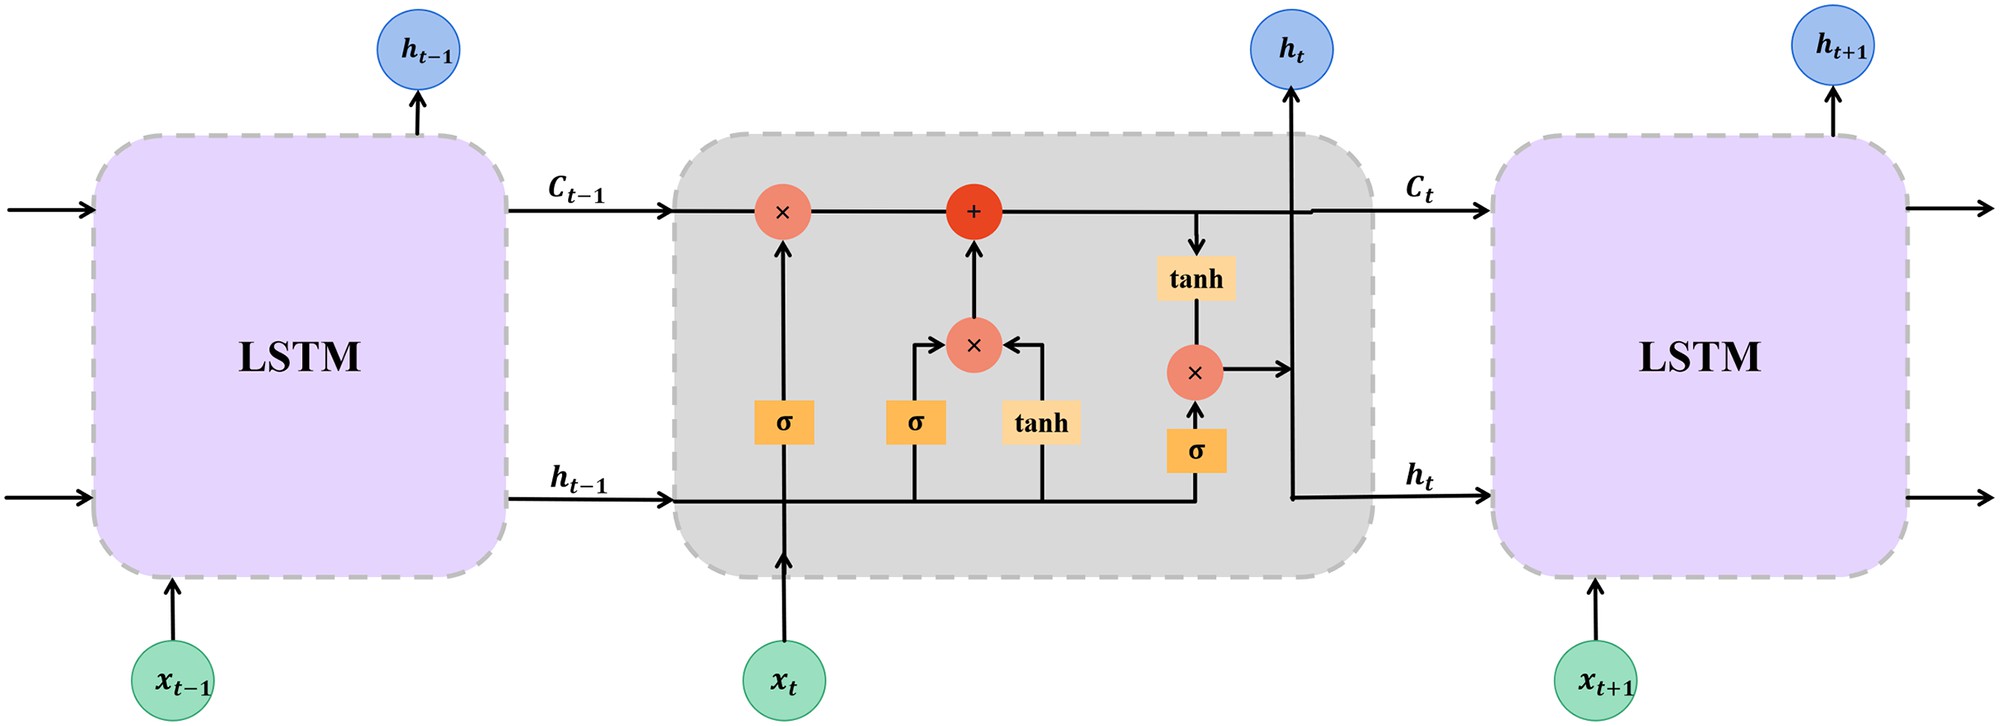 h_{t−1}
h_t
h_{t+1}
C_{t−1}
C_t
×
+
tanh
LSTM
×
×
LSTM
σ
σ
tanh
σ
h_{t−1}
h_t
x_{t−1}
x_t
x_{t+1}